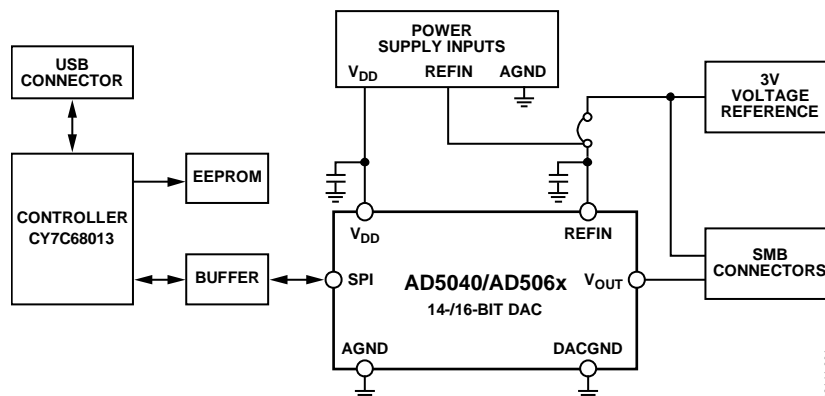 POWER
SUPPLY INPUTS
VDD REFIN AGND
USB
CONNECTOR
3V
VOLTAGE
REFERENCE
EEPROM
CONTROLLER
CY7C68013
BUFFER
VDD
REFIN
SPI
AD5040/AD506x
14-/16-BIT DAC
VOUT
SMB
CONNECTORS
AGND
DACGND